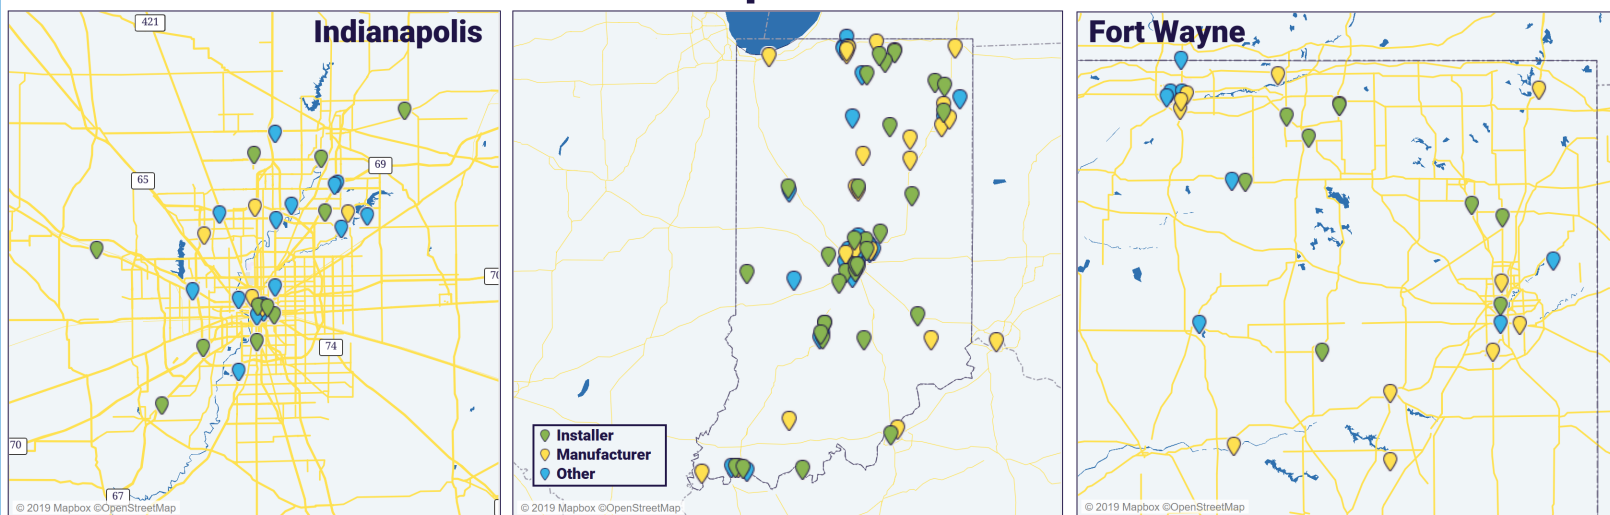 Indianapolis
421
69
65
70
74
70
67
© 2019 Mapbox ©OpenStreetMap
Installer
Manufacturer
Other
© 2019 Mapbox ©OpenStreetMap
Fort Wayne
© 2019 Mapbox ©OpenStreetMap